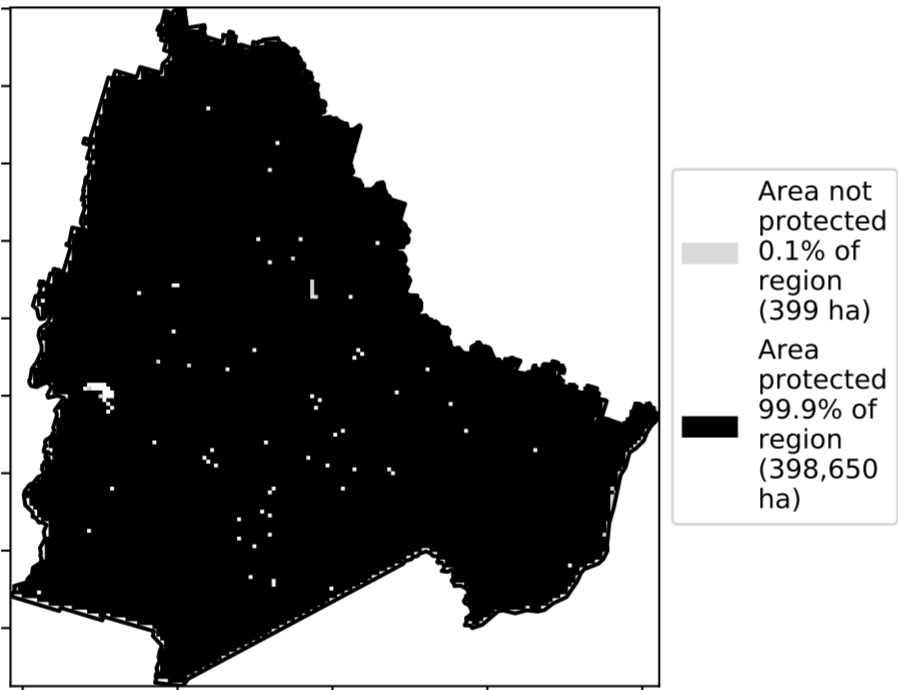 Area not
protected
0.1% of
region
(399 ha)
Area
protected
99.9% of
region
(398,650
ha)